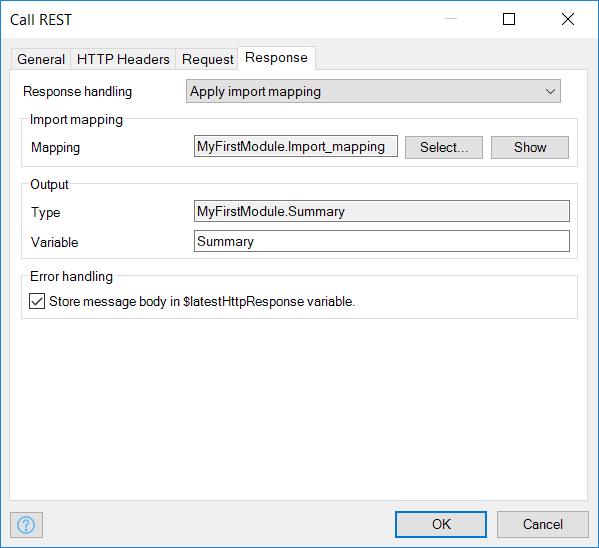 Call REST
General HTTP Headers Request Response
Response handling Apply import mapping
Import mapping
Mapping MyFirstModule.Import_mapping Select... Show
Output
Type MyFirstModule.Summary
Variable Summary
Error handling
Store message body in $latestHttpResponse variable.
? OK Cancel